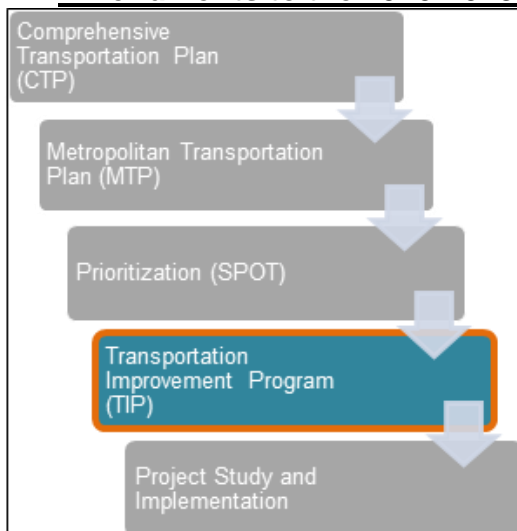 Comprehensive
Transportation Plan
(CTP)
Metropolitan Transportation
Plan (MTP)
Prioritization (SPOT)
Transportation
Improvement Program
(TIP)
Project Study and
Implementation